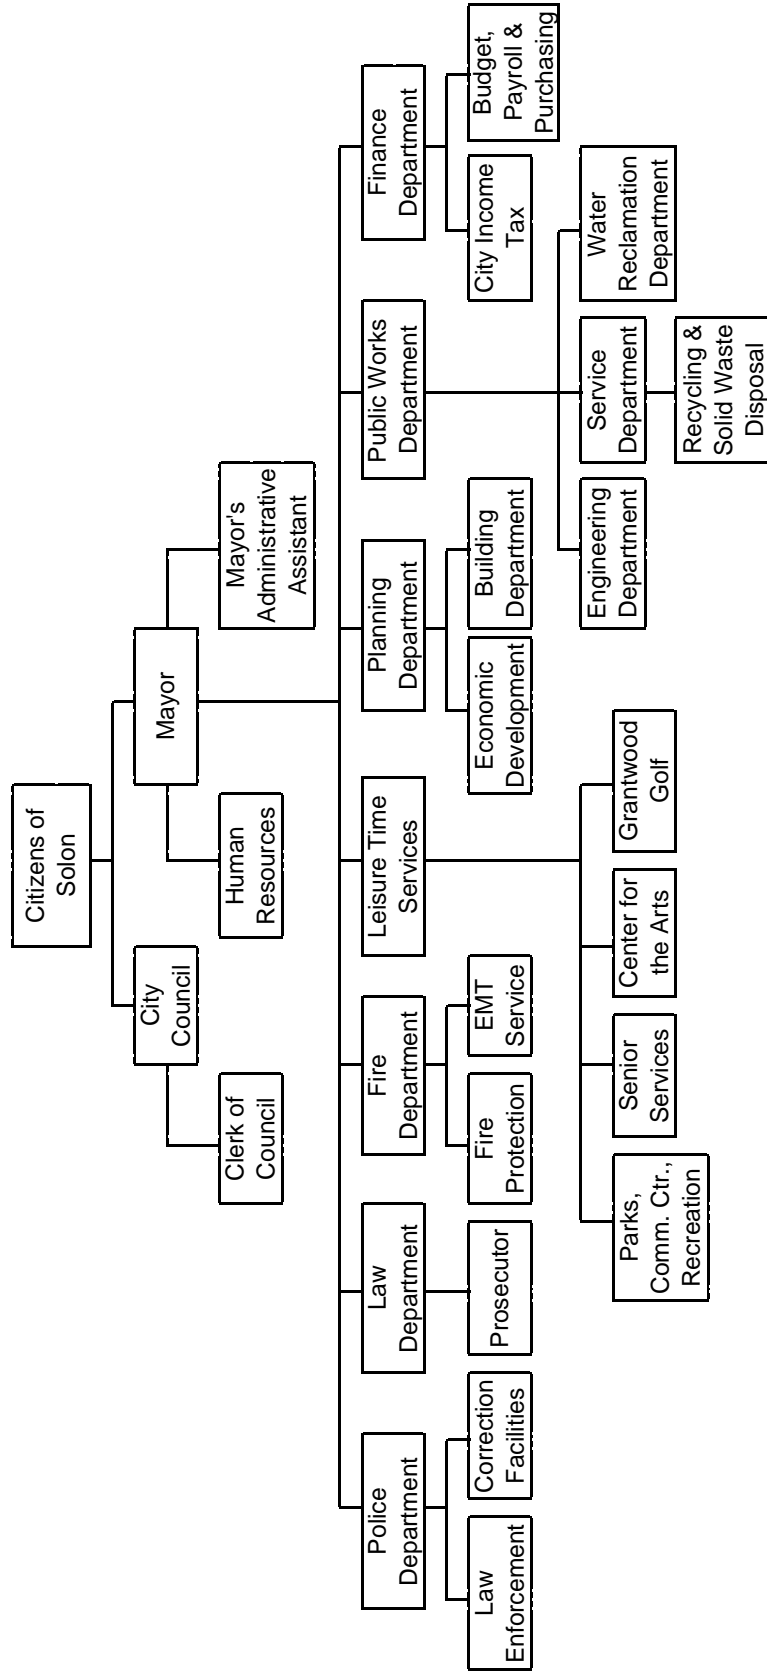 Citizens of
Solon
City
Council
Mayor
Clerk of
Council
Human
Resources
Mayor's
Administrative
Assistant
Police
Department
Law
Department
Fire
Department
Leisure Time
Services
Planning
Department
Public Works
Department
Finance
Department
Law
Enforcement
Correction
Facilities
Prosecutor
Fire
Protection
EMT
Service
Economic
Development
Building
Department
City Income
Tax
Budget,
Payroll &
Purchasing
Engineering
Department
Service
Department
Water
Reclamation
Department
Parks,
Comm. Ctr.,
Recreation
Senior
Services
Center for
the Arts
Grantwood
Golf
Recycling &
Solid Waste
Disposal